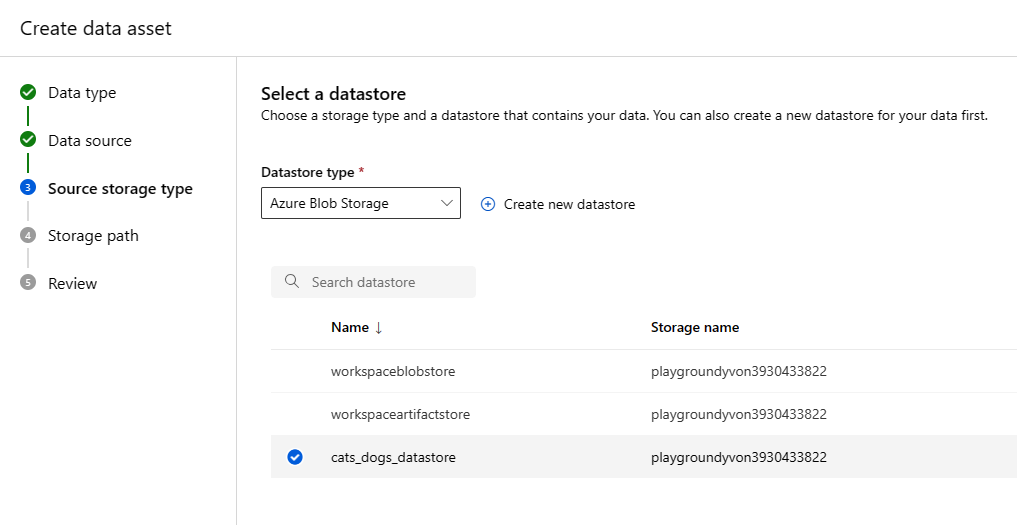 Create data asset
Data type
Data source
3 Source storage type
4 Storage path
5 Review
Select a datastore
Choose a storage type and a datastore that contains your data. You can also create a new datastore for your data first.
Datastore type *
Azure Blob Storage
Create new datastore
Search datastore
Name ↓ Storage name
workspaceblobstore playgroundyvon3930433822
workspaceartifactstore playgroundyvon3930433822
cats_dogs_datastore playgroundyvon3930433822